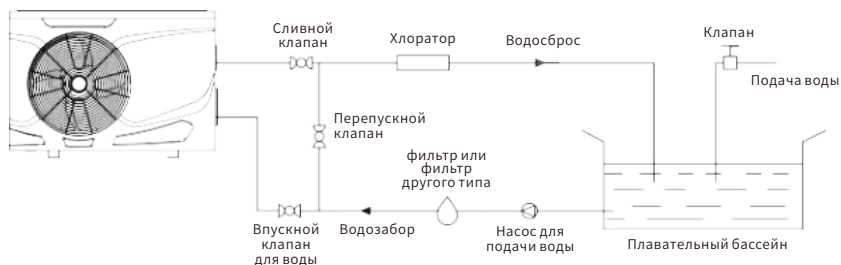 Сливной
клапан
Хлоратор
Водосброс
Клапан
Подача воды
Перепускной
клапан
фильтр или
фильтр
другого типа
Впускной
клапан
для воды
Водозабор
Насос для
подачи воды
Плавательный бассейн